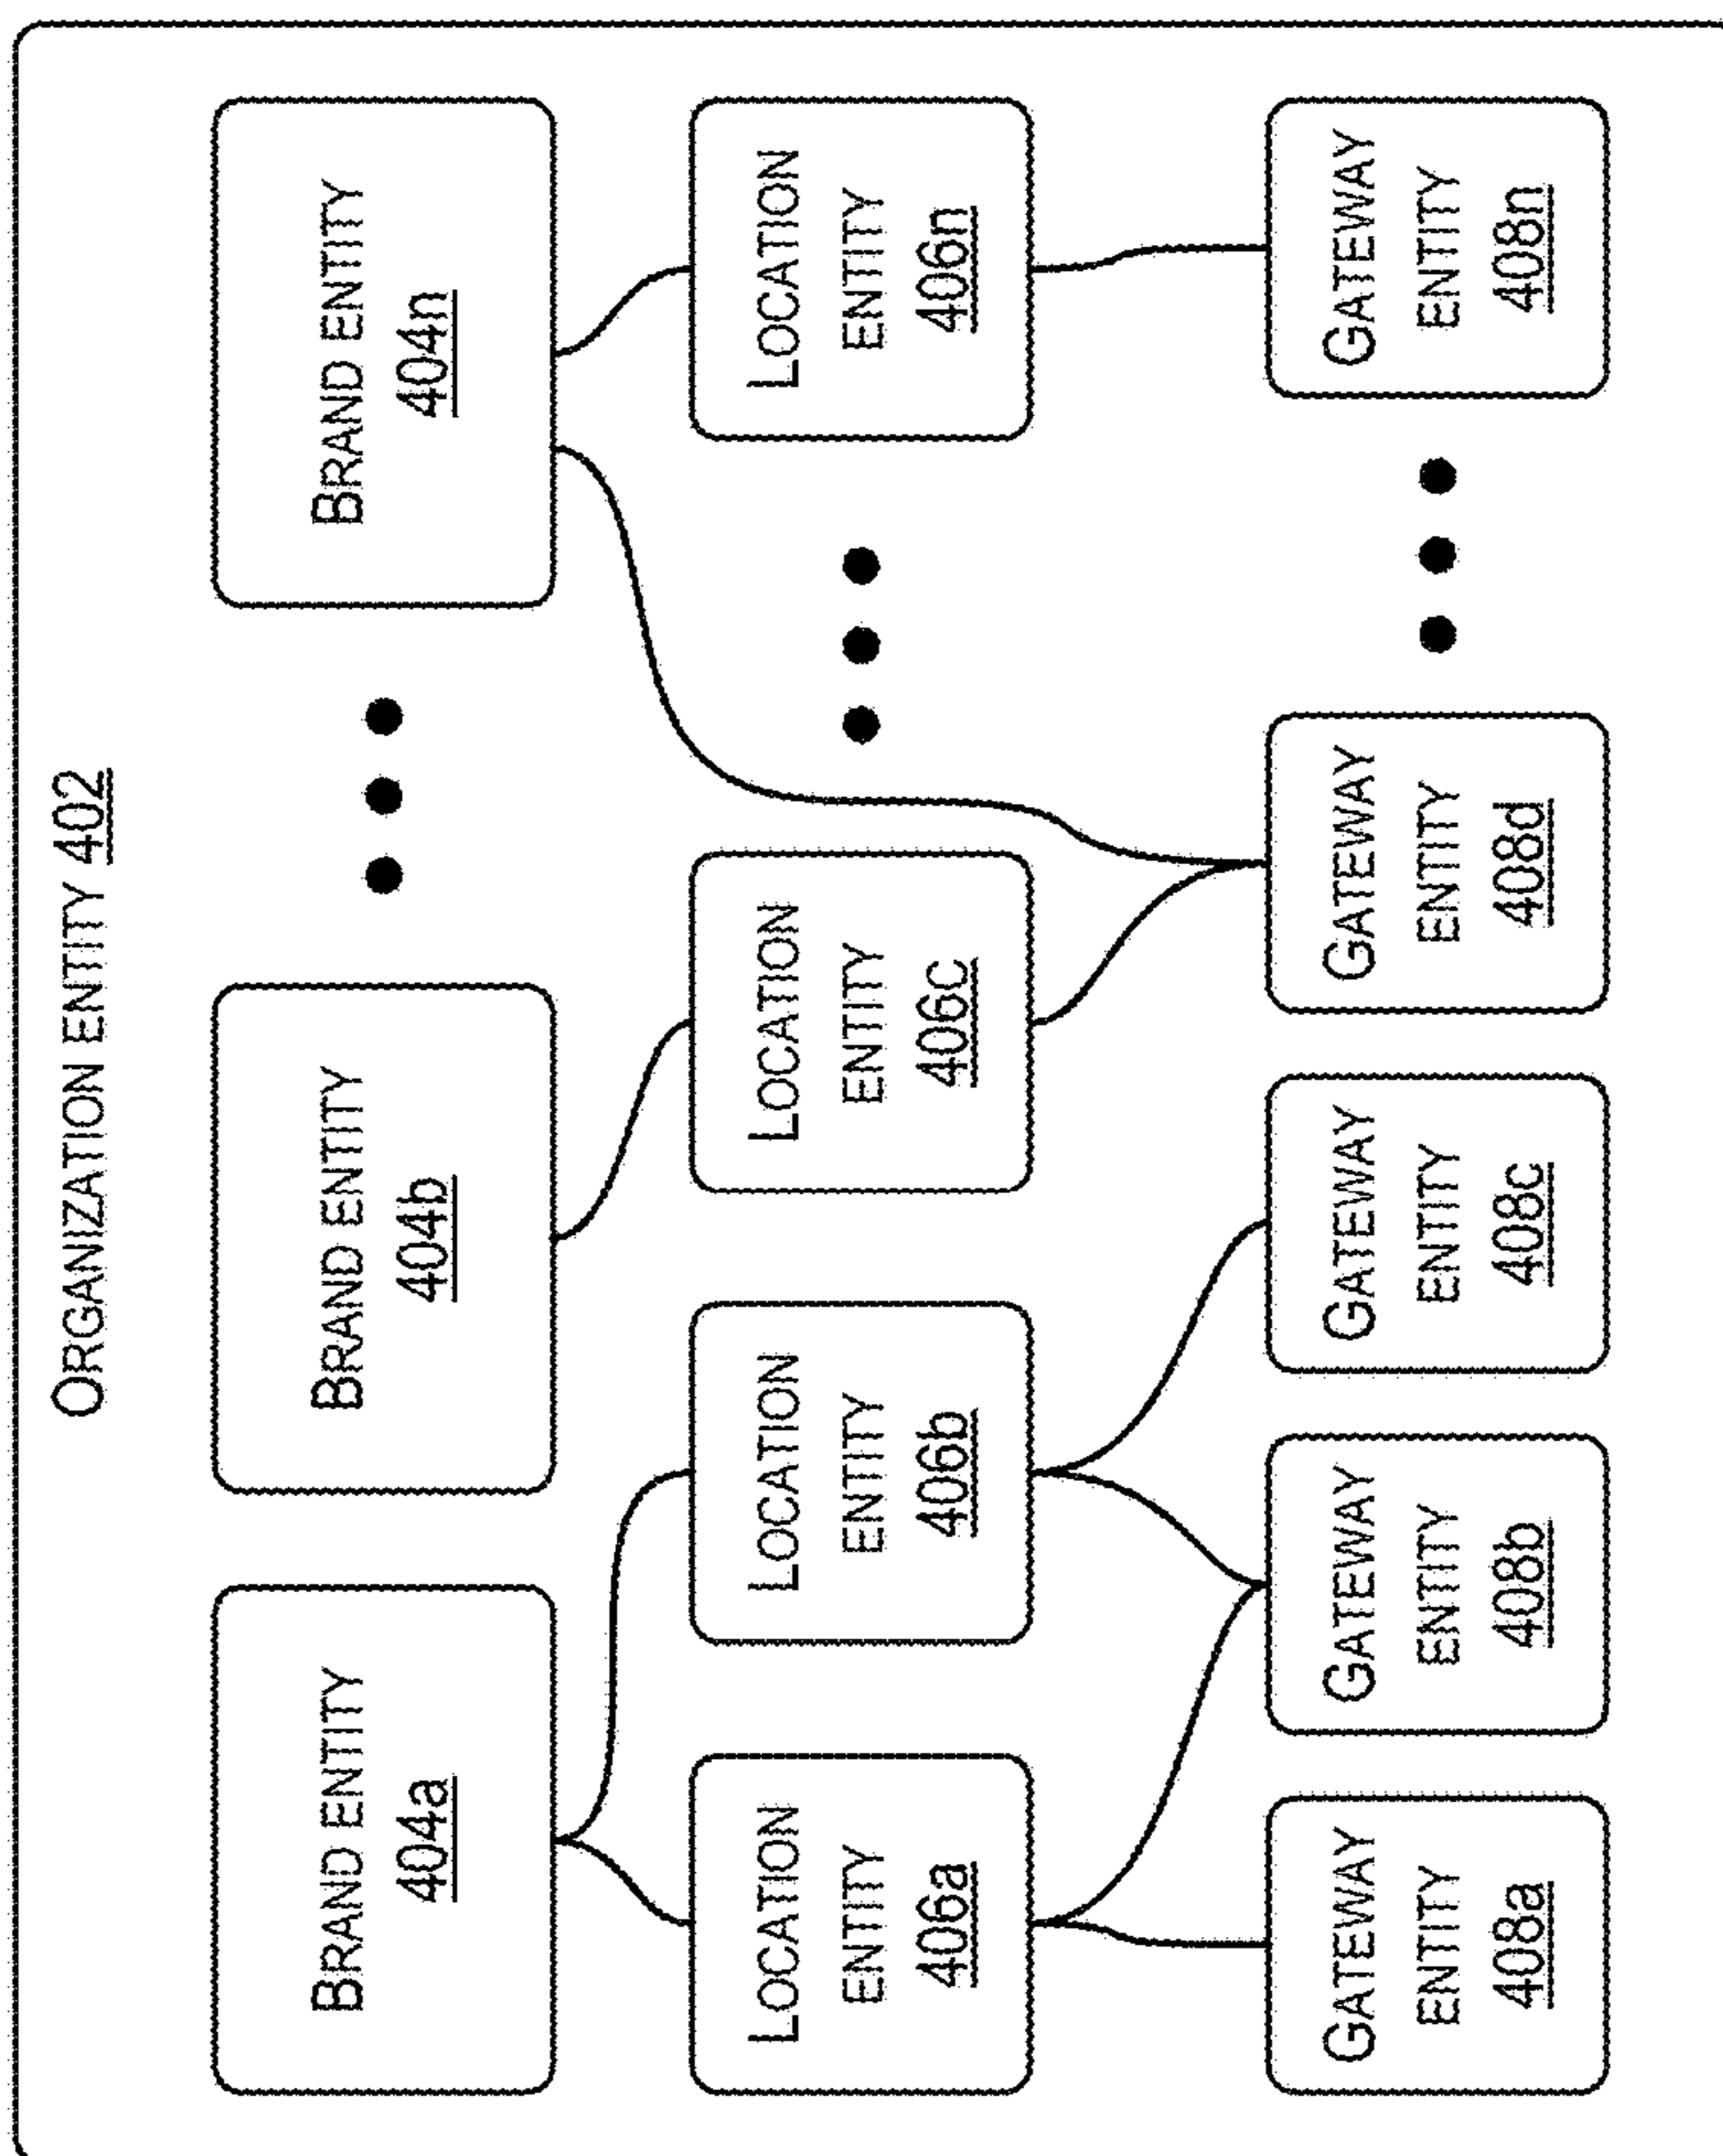 ORGANIZATION ENTITY 402
BRAND ENTITY
404a
BRAND ENTITY
404b
BRAND ENTITY
404n
LOCATION
ENTITY
406a
LOCATION
ENTITY
406b
LOCATION
ENTITY
406c
LOCATION
ENTITY
406n
GATEWAY
ENTITY
408a
GATEWAY
ENTITY
408b
GATEWAY
ENTITY
408c
GATEWAY
ENTITY
408d
GATEWAY
ENTITY
408n